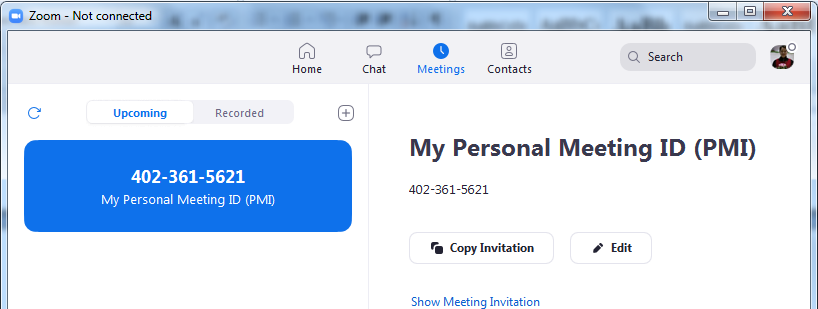 Zoom - Not connected
Home Chat Meetings Contacts
Search
Upcoming Recorded
402-361-5621
My Personal Meeting ID (PMI)
My Personal Meeting ID (PMI)
402-361-5621
Copy Invitation Edit
Show Meeting Invitation